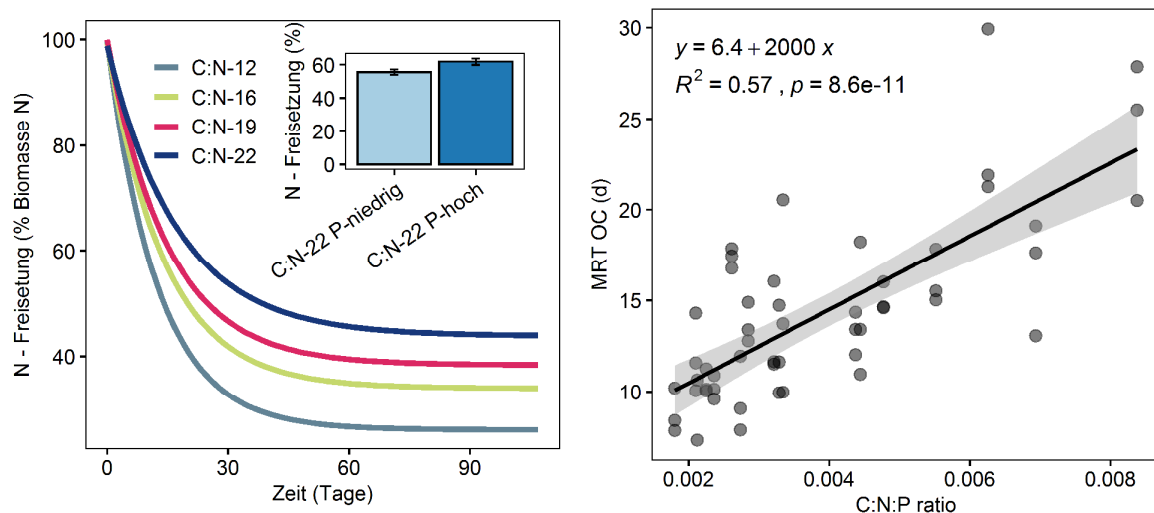 N - Freisetung (% Biomasse N)
100
80
60
40
0
30
60
90
Zeit (Tage)
C:N-12
C:N-16
C:N-19
C:N-22
N - Freisetzung (%)
60
40
20
0
C:N-22 P-niedrig
C:N-22 P-hoch
MRT OC (d)
30
25
20
15
10
y = 6.4 + 2000 x
R² = 0.57 , p = 8.6e-11
0.002
0.004
0.006
0.008
C:N:P ratio